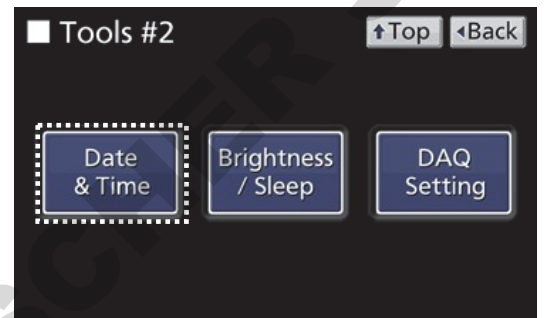 Tools #2
↑Top ◂Back
Date
& Time
Brightness
/ Sleep
DAQ
Setting